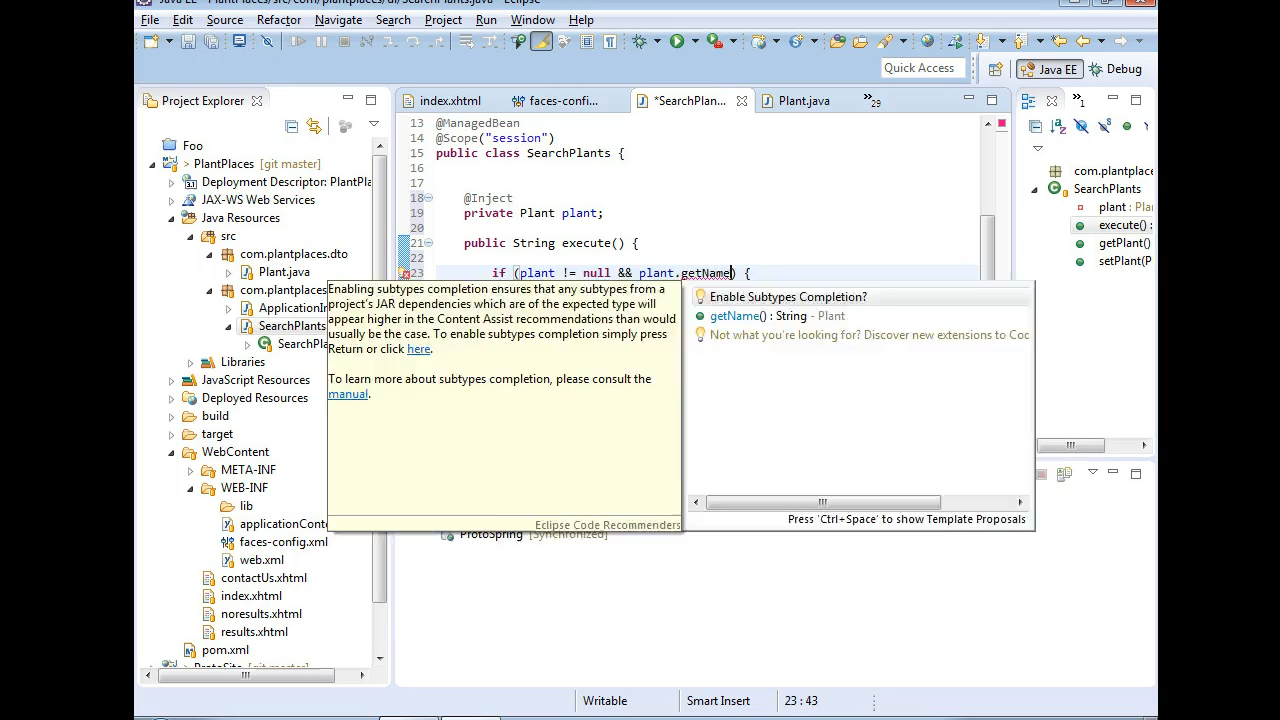 File Edit Source Refactor Navigate Search Project Run Window Help
Quick Access
Java EE
Debug
Project Explorer
Foo
> PlantPlaces [git master]
Deployment Descriptor: PlantPl
JAX-WS Web Services
Java Resources
src
com.plantplaces.dto
Plant.java
com.plantplaces
ApplicationIn
SearchPlants
SearchPla
Libraries
JavaScript Resources
Deployed Resources
build
target
WebContent
META-INF
WEB-INF
lib
applicationConte
faces-config.xml
web.xml
contactUs.xhtml
index.xhtml
noresults.xhtml
results.xhtml
pom.xml
index.xhtml
faces-confi...
*SearchPlan...
Plant.java
»29
13 @ManagedBean
14 @Scope("session")
15 public class SearchPlants {
16
17
18 @Inject
19 private Plant plant;
20
21 public String execute() {
22
23 if (plant != null && plant.getName) {
Enabling subtypes completion ensures that any subtypes from a
project's JAR dependencies which are of the expected type will
appear higher in the Content Assist recommendations than would
usually be the case. To enable subtypes completion simply press
Return or click here.
To learn more about subtypes completion, please consult the
manual.
Eclipse Code Recommenders
Enable Subtypes Completion?
getName() : String - Plant
Not what you're looking for? Discover new extensions to Coc
Press 'Ctrl+Space' to show Template Proposals
ProtoSpring [Synchronized]
»1
com.plantplace
SearchPlants
plant : Pla
execute() :
getPlant()
setPlant(P
Writable
Smart Insert
23 : 43